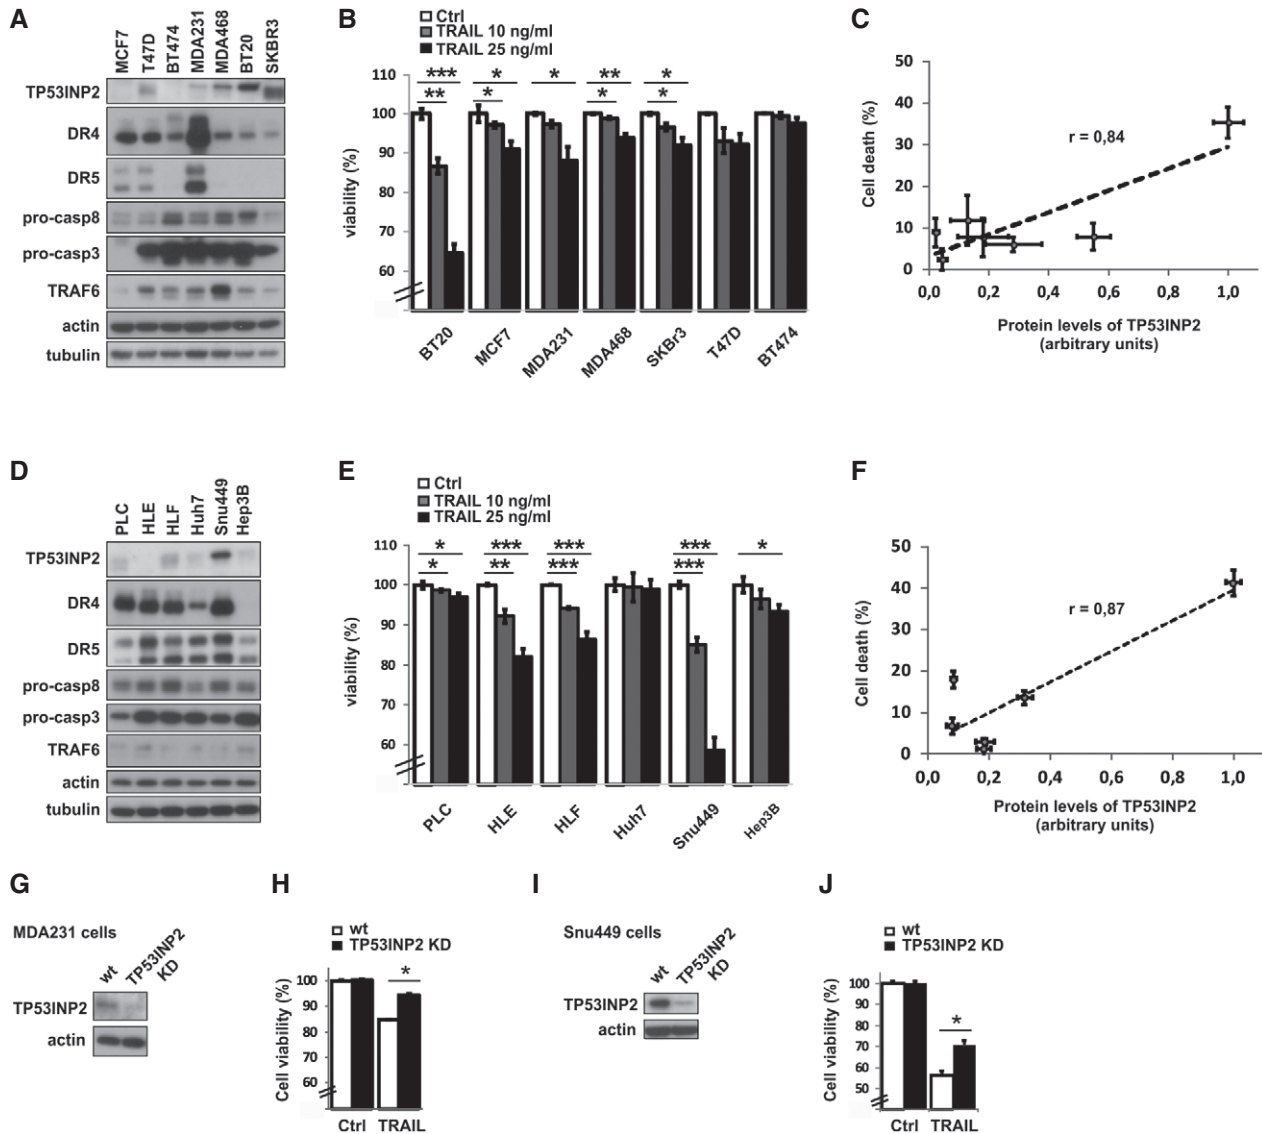 A
MCF7
T47D
BT474
MDA231
MDA468
BT20
SKBR3
TP53INP2
DR4
DR5
pro-casp8
pro-casp3
TRAF6
actin
tubulin
B
Ctrl
TRAIL 10 ng/ml
TRAIL 25 ng/ml
*** * * ** *
** * * *
110
100
90
80
70
60
viability (%)
BT20
MCF7
MDA231
MDA468
SKBr3
T47D
BT474
C
50
40
30
20
10
0
Cell death (%)
r = 0,84
0,0 0,2 0,4 0,6 0,8 1,0
Protein levels of TP53INP2
(arbitrary units)
D
PLC
HLE
HLF
Huh7
Snu449
Hep3B
TP53INP2
DR4
DR5
pro-casp8
pro-casp3
TRAF6
actin
tubulin
E
Ctrl
TRAIL 10 ng/ml
TRAIL 25 ng/ml
* *** *** *** *
* ** *** ***
110
100
90
80
70
60
viability (%)
PLC
HLE
HLF
Huh7
Snu449
Hep3B
F
50
40
30
20
10
0
Cell death (%)
r = 0,87
0,0 0,2 0,4 0,6 0,8 1,0
Protein levels of TP53INP2
(arbitrary units)
G
MDA231 cells
wt
TP53INP2
KD
TP53INP2
actin
H
wt
TP53INP2 KD
*
100
90
80
70
60
Cell viability (%)
Ctrl TRAIL
I
Snu449 cells
wt
TP53INP2
KD
TP53INP2
actin
J
wt
TP53INP2 KD
*
100
90
80
70
60
50
Cell viability (%)
Ctrl TRAIL